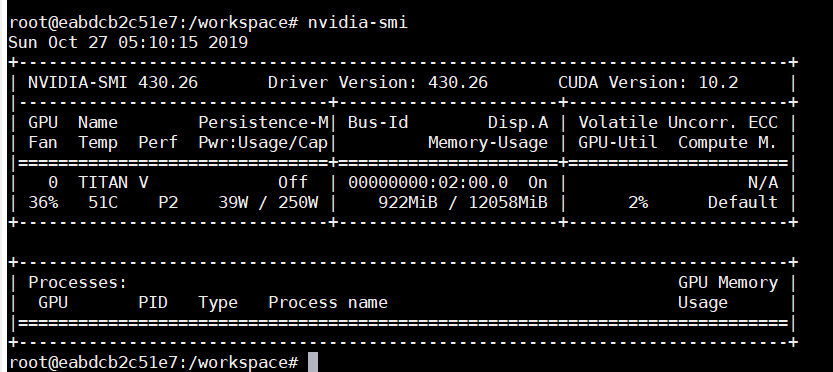 root@eabdcb2c51e7:/workspace# nvidia-smi
Sun Oct 27 05:10:15 2019
+-----------------------------------------------------------------------------+
| NVIDIA-SMI 430.26       Driver Version: 430.26       CUDA Version: 10.2     |
|-------------------------------+----------------------+----------------------+
| GPU  Name        Persistence-M| Bus-Id        Disp.A | Volatile Uncorr. ECC |
| Fan  Temp  Perf  Pwr:Usage/Cap|         Memory-Usage | GPU-Util  Compute M. |
|===============================+======================+======================|
|   0  TITAN V             Off  | 00000000:02:00.0  On |                  N/A |
| 36%   51C    P2    39W / 250W |    922MiB / 12058MiB |      2%      Default |
+-------------------------------+----------------------+----------------------+

+-----------------------------------------------------------------------------+
| Processes:                                                       GPU Memory |
|  GPU       PID   Type   Process name                             Usage      |
|=============================================================================|
+-----------------------------------------------------------------------------+
root@eabdcb2c51e7:/workspace#